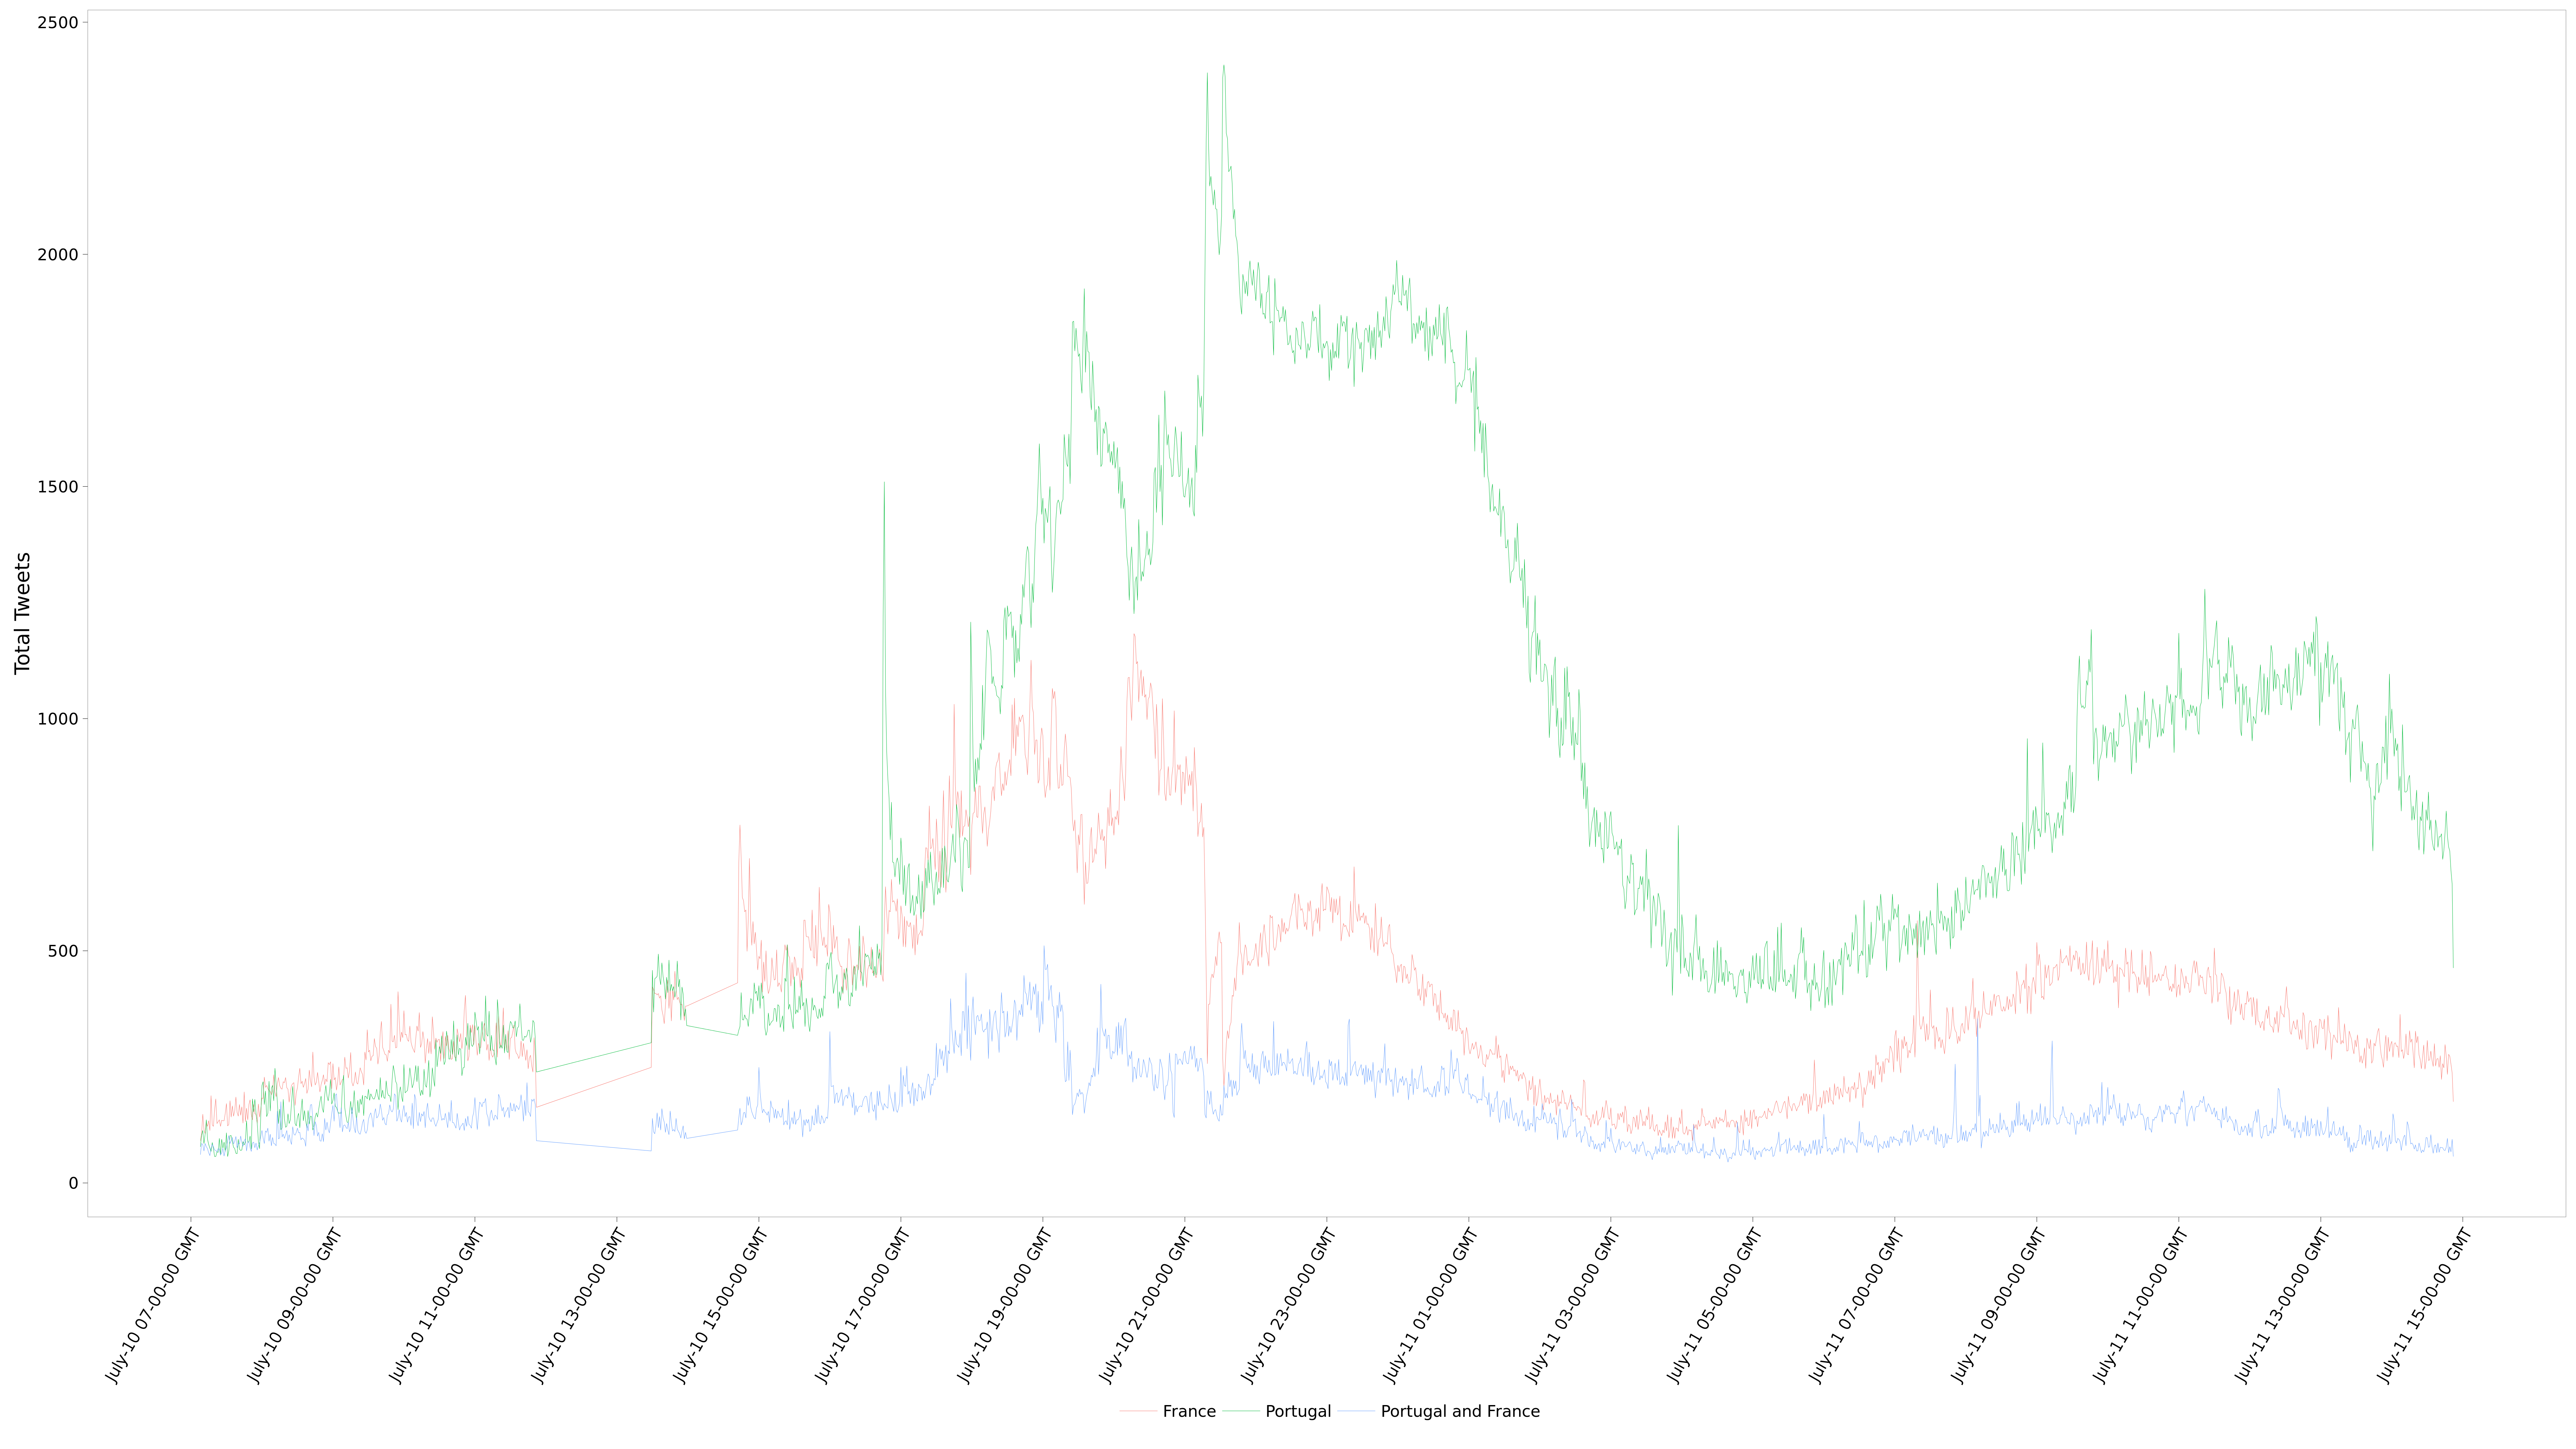 Total Tweets
2500
2000
1500
1000
500
0
July-10 07-00-00 GMT
July-10 09-00-00 GMT
July-10 11-00-00 GMT
July-10 13-00-00 GMT
July-10 15-00-00 GMT
July-10 17-00-00 GMT
July-10 19-00-00 GMT
July-10 21-00-00 GMT
July-10 23-00-00 GMT
July-11 01-00-00 GMT
July-11 03-00-00 GMT
July-11 05-00-00 GMT
July-11 07-00-00 GMT
July-11 09-00-00 GMT
July-11 11-00-00 GMT
July-11 13-00-00 GMT
July-11 15-00-00 GMT
France Portugal Portugal and France